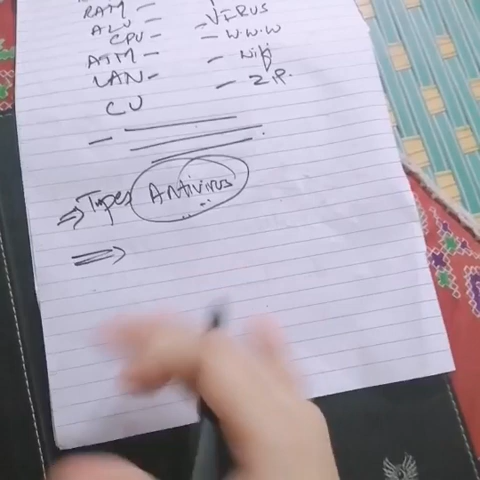 RAM -
ALU -
CPU -
ATM -
LAN -
CU
- VIRUS
- W.W.W
- Wifi
- ZIP.
⇒ Types Antivirus
⇒